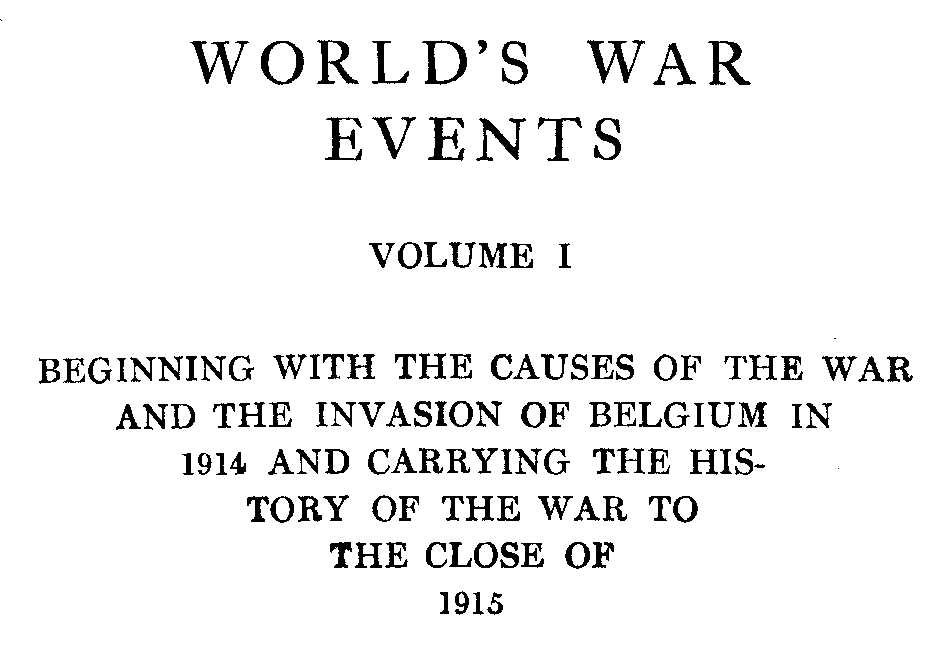 WORLD'S WAR
EVENTS
VOLUME I
BEGINNING WITH THE CAUSES OF THE WAR
AND THE INVASION OF BELGIUM IN
1914 AND CARRYING THE HIS-
TORY OF THE WAR TO
THE CLOSE OF
1915